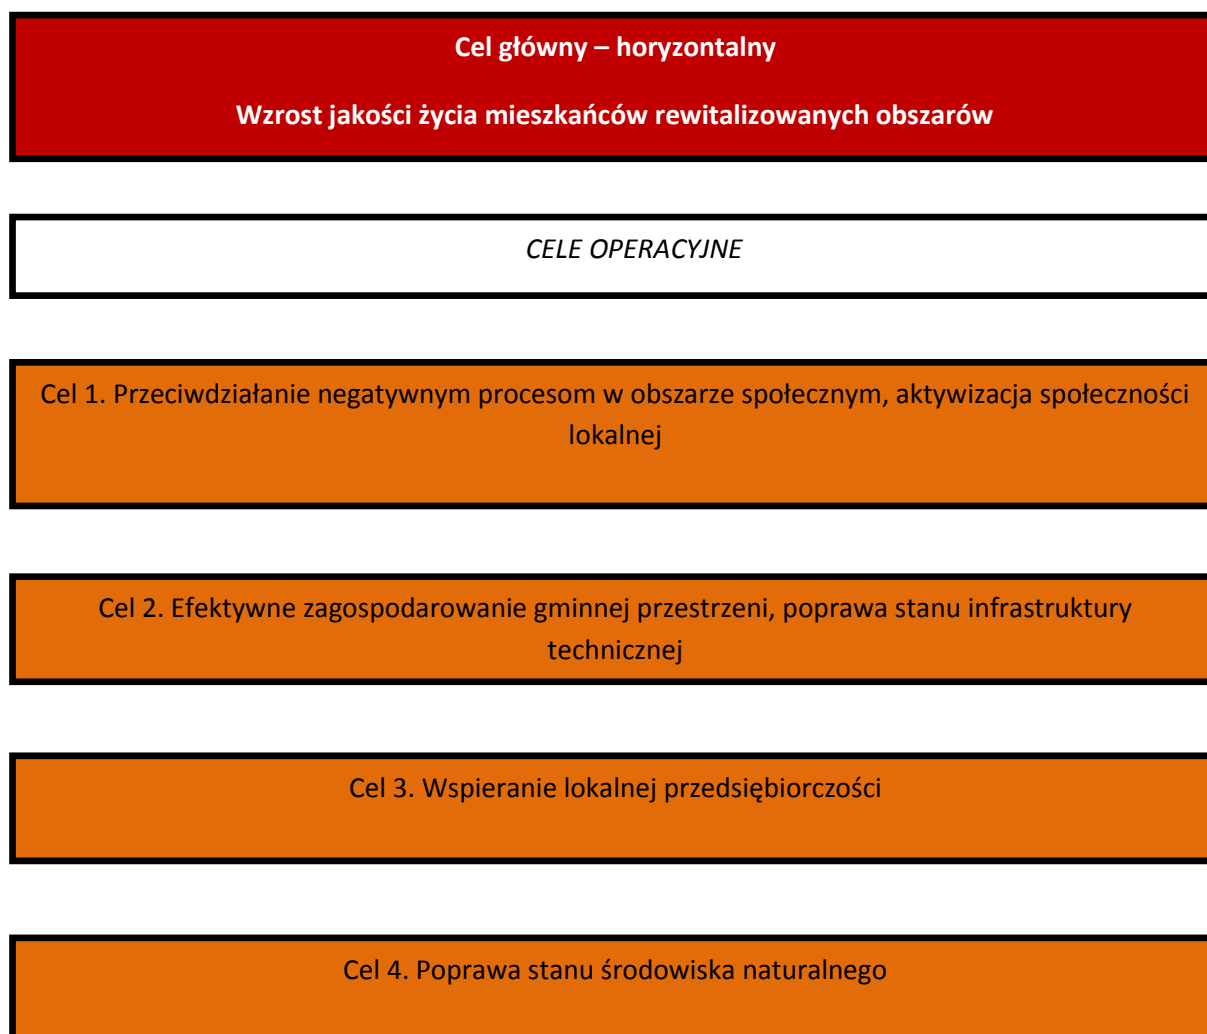 Cel główny – horyzontalny
Wzrost jakości życia mieszkańców rewitalizowanych obszarów
CELE OPERACYJNE
Cel 1. Przeciwdziałanie negatywnym procesom w obszarze społecznym, aktywizacja społeczności
lokalnej
Cel 2. Efektywne zagospodarowanie gminnej przestrzeni, poprawa stanu infrastruktury
technicznej
Cel 3. Wspieranie lokalnej przedsiębiorczości
Cel 4. Poprawa stanu środowiska naturalnego